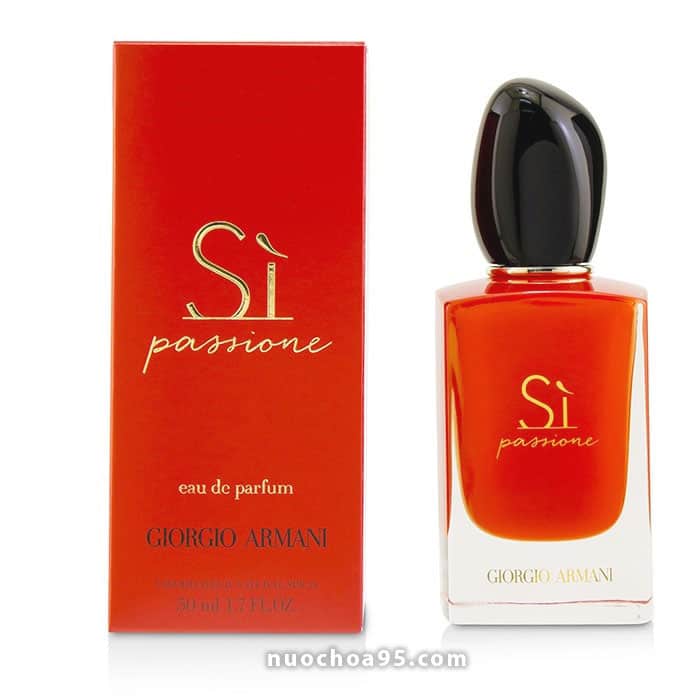 Sì
passione
eau de parfum
GIORGIO ARMANI
50 ml 1.7 FL.OZ
Sì
passione
GIORGIO ARMANI
nuochoa95.com